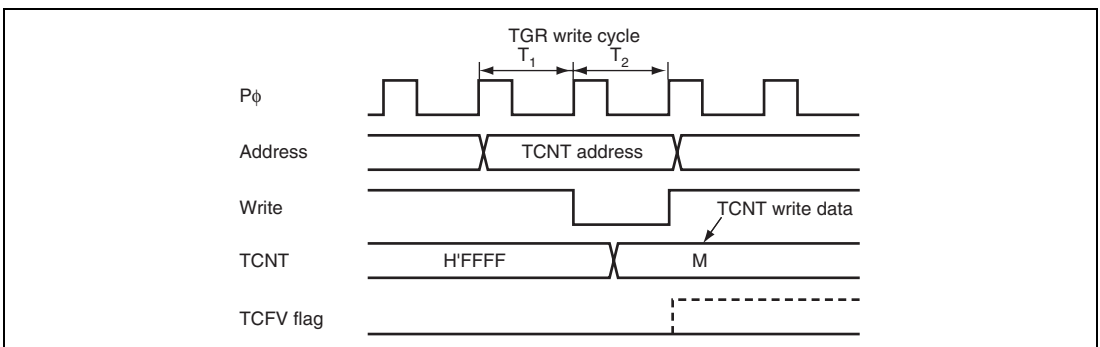 TGR write cycle
T1 T2
Pϕ
Address
TCNT address
Write
TCNT write data
TCNT
H'FFFF
M
TCFV flag